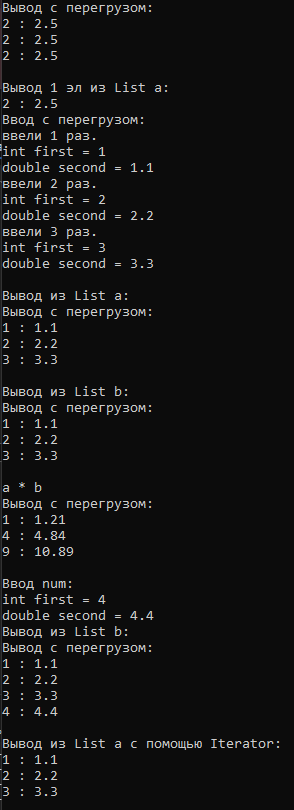 Вывод с перегрузом:
2 : 2.5
2 : 2.5
2 : 2.5
Вывод 1 эл из List a:
2 : 2.5
Ввод с перегрузом:
ввели 1 раз.
int first = 1
double second = 1.1
ввели 2 раз.
int first = 2
double second = 2.2
ввели 3 раз.
int first = 3
double second = 3.3
Вывод из List a:
Вывод с перегрузом:
1 : 1.1
2 : 2.2
3 : 3.3
Вывод из List b:
Вывод с перегрузом:
1 : 1.1
2 : 2.2
3 : 3.3
a * b
Вывод с перегрузом:
1 : 1.21
4 : 4.84
9 : 10.89
Ввод num:
int first = 4
double second = 4.4
Вывод из List b:
Вывод с перегрузом:
1 : 1.1
2 : 2.2
3 : 3.3
4 : 4.4
Вывод из List a с помощью Iterator:
1 : 1.1
2 : 2.2
3 : 3.3